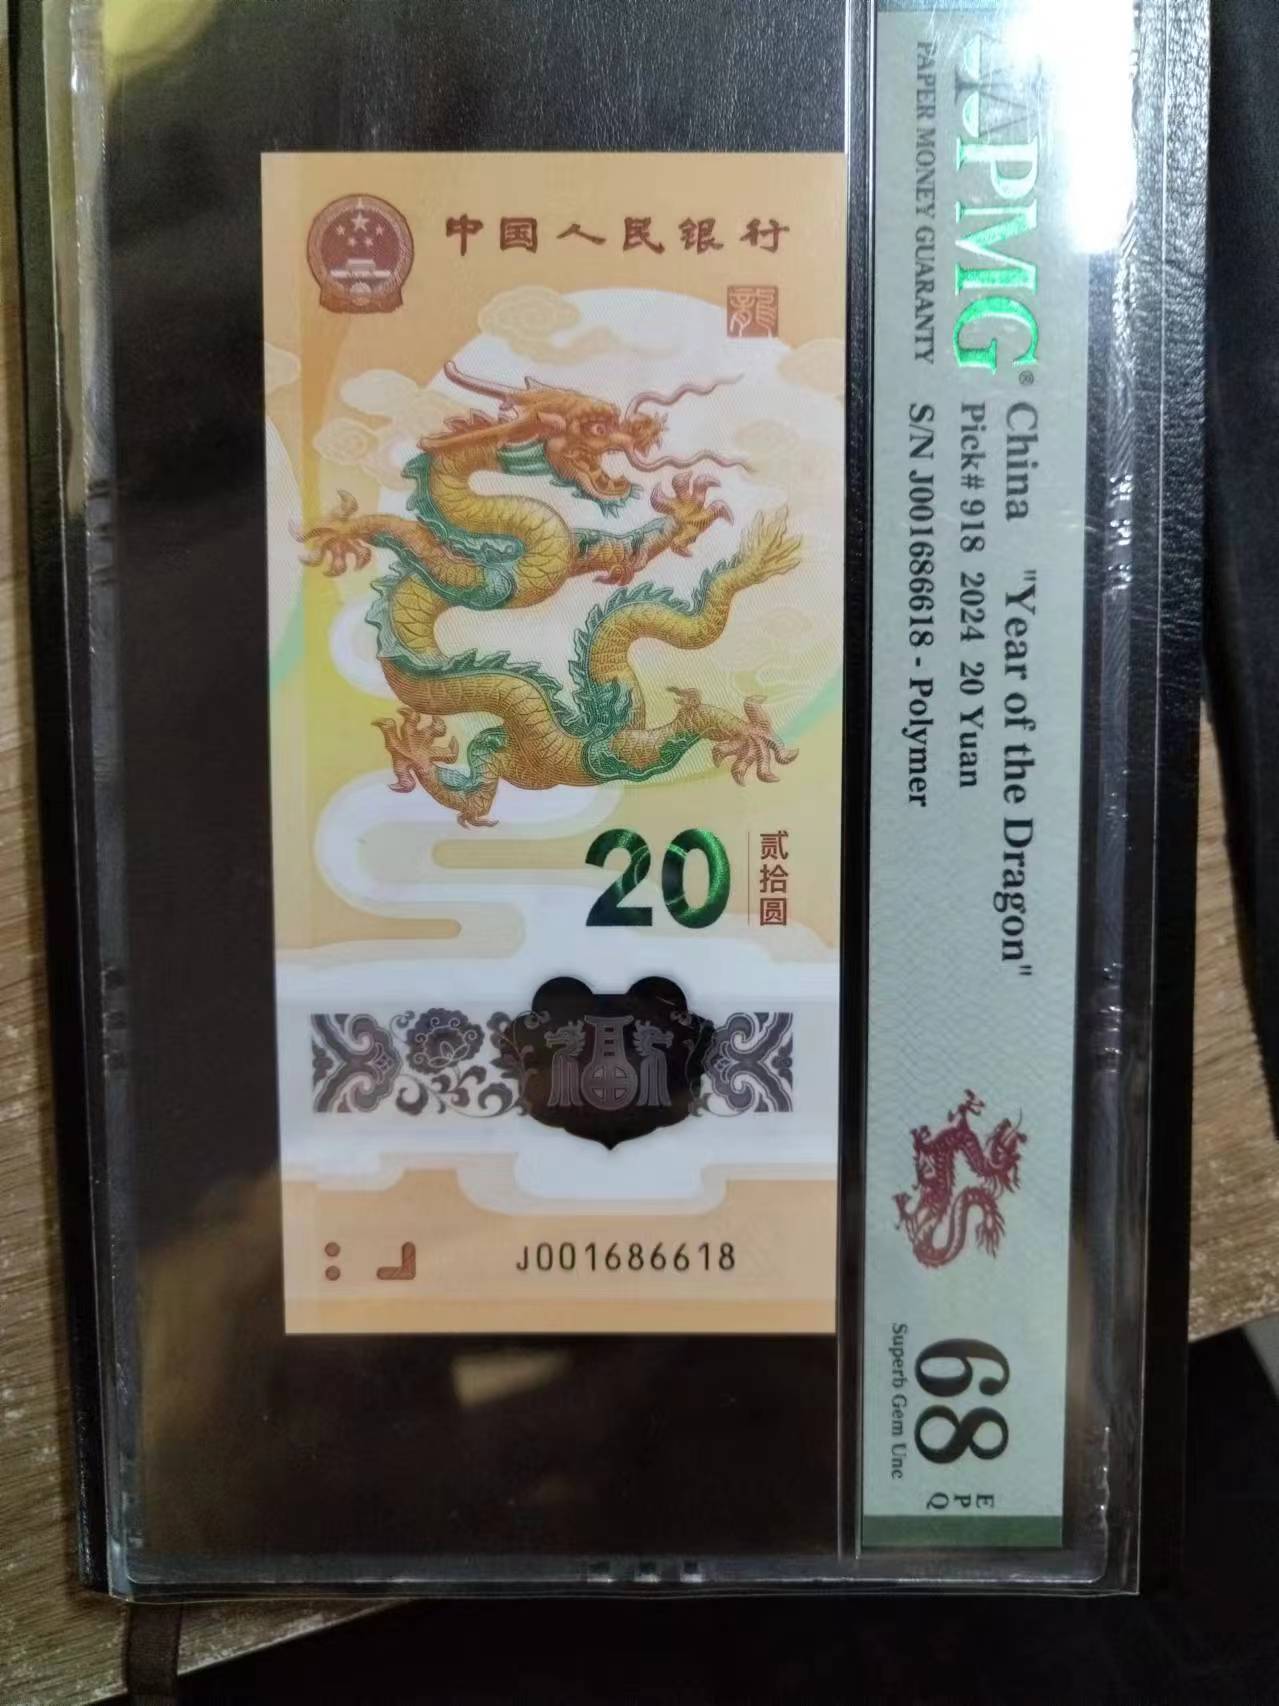 中国人民银行
龍
20
贰拾圆
福
J001686618
PMG®
PAPER MONEY GUARANTY
China "Year of the Dragon"
Pick# 918 2024 20 Yuan
S/N J001686618 - Polymer
68
EPQ
Superb Gem Unc